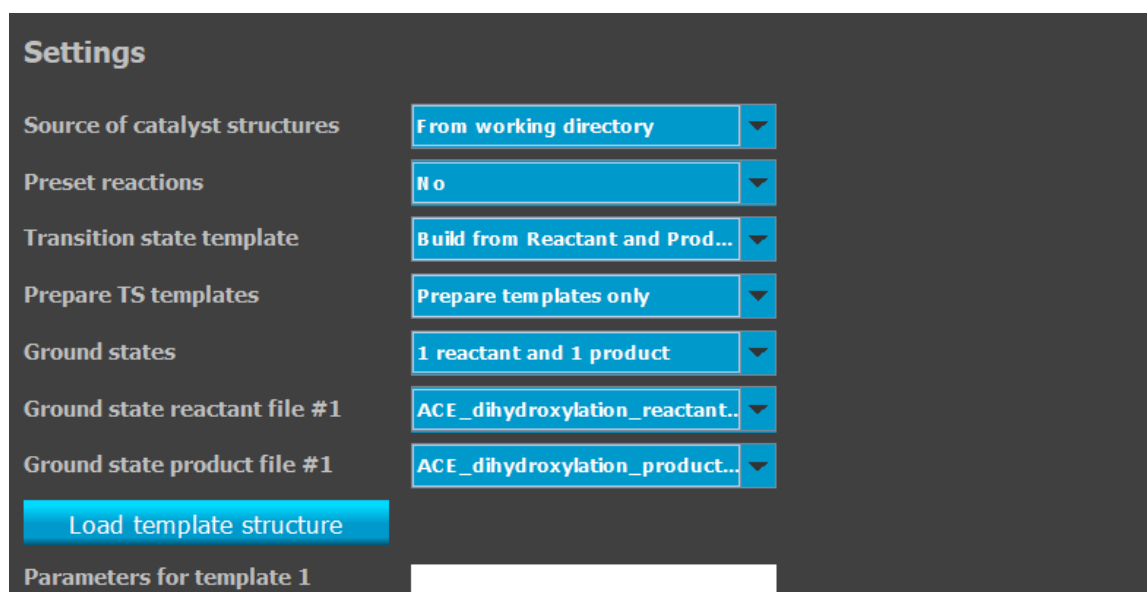 Settings
Source of catalyst structures From working directory
Preset reactions No
Transition state template Build from Reactant and Prod...
Prepare TS templates Prepare templates only
Ground states 1 reactant and 1 product
Ground state reactant file #1 ACE_dihydroxylation_reactant..
Ground state product file #1 ACE_dihydroxylation_product...
Load template structure
Parameters for template 1